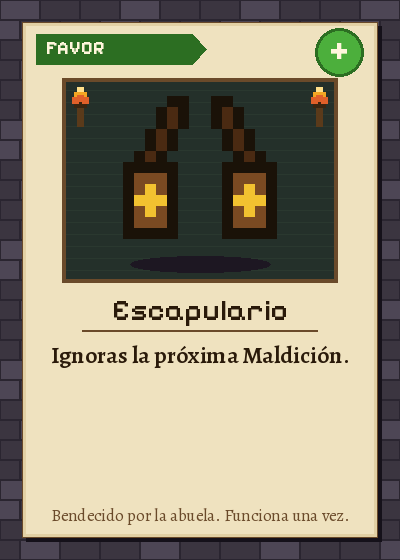 FAVOR
+
Escapulario
Ignoras la próxima Maldición.
Bendecido por la abuela. Funciona una vez.